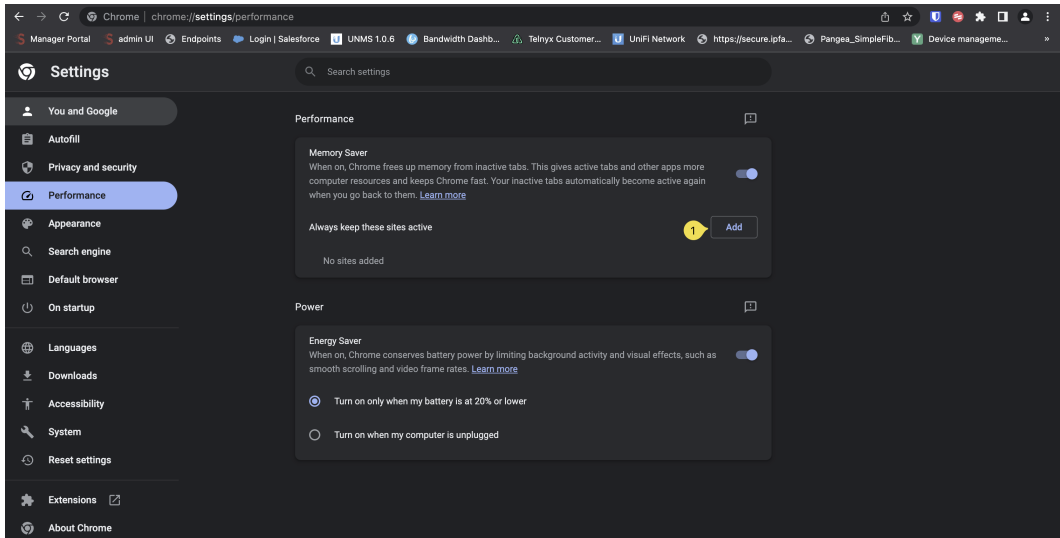 Chrome | chrome://settings/performance
Manager Portal admin UI Endpoints Login | Salesforce UNMS 1.0.6 Bandwidth Dashb... Telnyx Customer... UniFi Network https://secure.ipfa... Pangea_SimpleFib... Device manageme... »
Settings
Search settings
You and Google
Autofill
Privacy and security
Performance
Appearance
Search engine
Default browser
On startup
Languages
Downloads
Accessibility
System
Reset settings
Extensions
About Chrome
Performance
Memory Saver
When on, Chrome frees up memory from inactive tabs. This gives active tabs and other apps more
computer resources and keeps Chrome fast. Your inactive tabs automatically become active again
when you go back to them. Learn more
Always keep these sites active
1
Add
No sites added
Power
Energy Saver
When on, Chrome conserves battery power by limiting background activity and visual effects, such as
smooth scrolling and video frame rates. Learn more
Turn on only when my battery is at 20% or lower
Turn on when my computer is unplugged